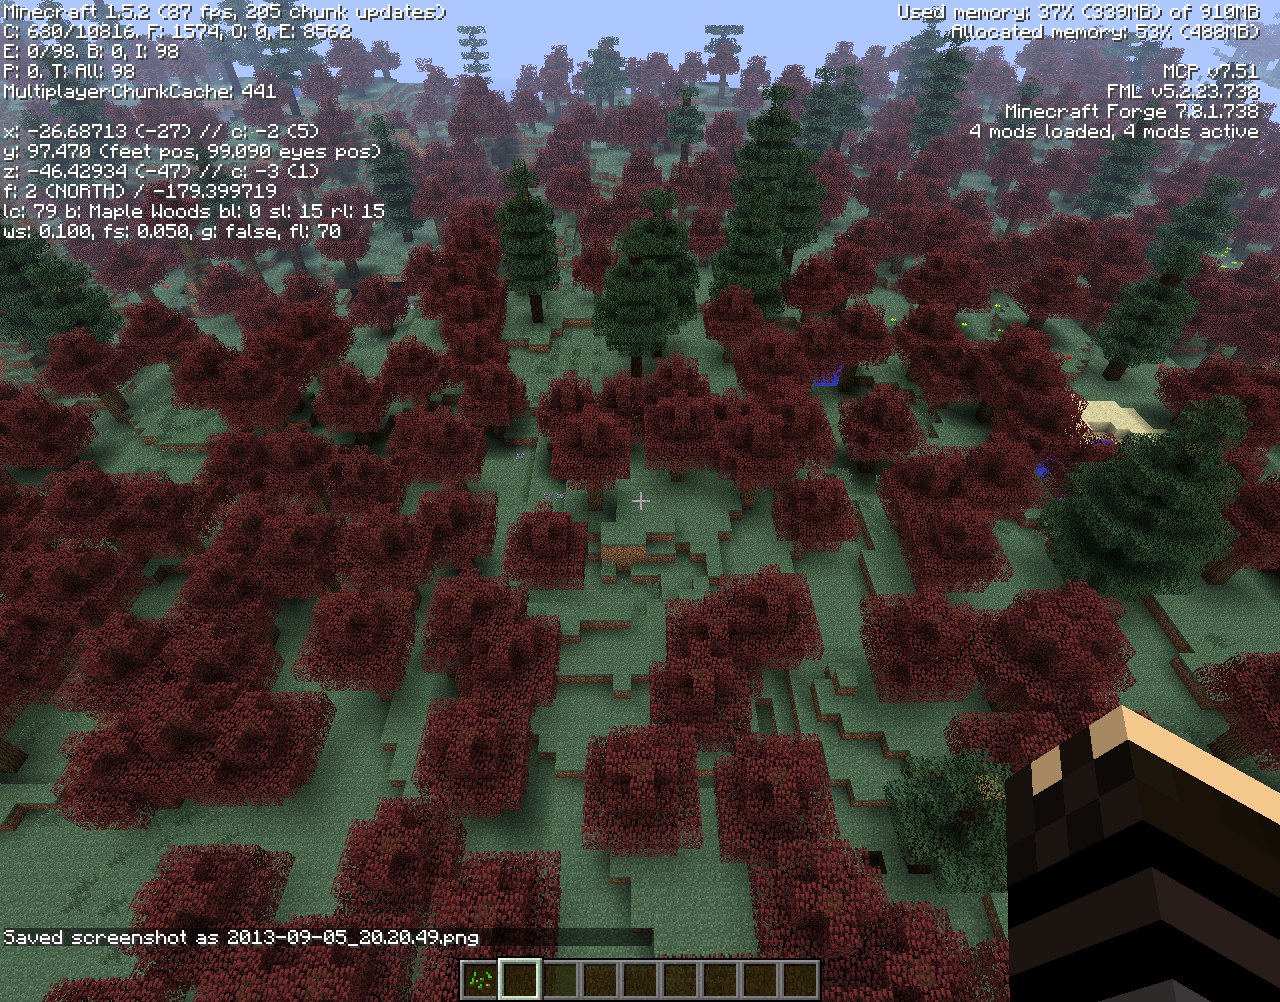 Minecraft 1.5.2 (87 fps, 205 chunk updates)
C: 680/10816. F: 1574, O: 0, E: 8562
E: 0/98. B: 0, I: 98
P: 0. T: All: 98
MultiplayerChunkCache: 441
x: -26.68713 (-27) // c: -2 (5)
y: 97.470 (feet pos, 99.090 eyes pos)
z: -46.42934 (-47) // c: -3 (1)
f: 2 (NORTH) / -179.399719
lc: 79 b: Maple Woods bl: 0 sl: 15 rl: 15
ws: 0.100, fs: 0.050, g: false, fl: 70
Used memory: 37% (339MB) of 910MB
Allocated memory: 53% (488MB)
MCP v7.51
FML v5.2.23.738
Minecraft Forge 7.8.1.738
4 mods loaded, 4 mods active
Saved screenshot as 2013-09-05_20.20.49.png